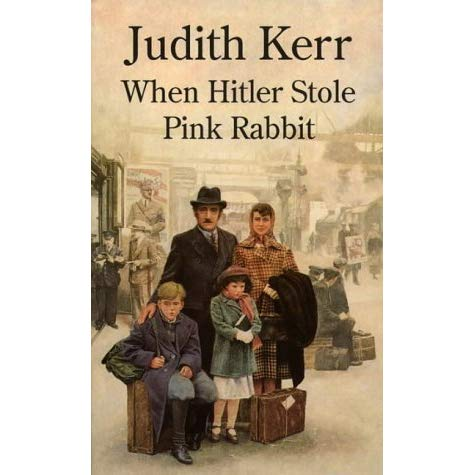 Judith Kerr
When Hitler Stole
Pink Rabbit